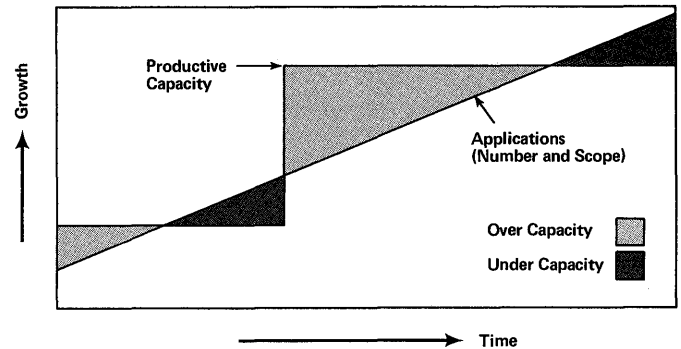 Growth
Productive
Capacity
Applications
(Number and Scope)
Over Capacity
Under Capacity
Time